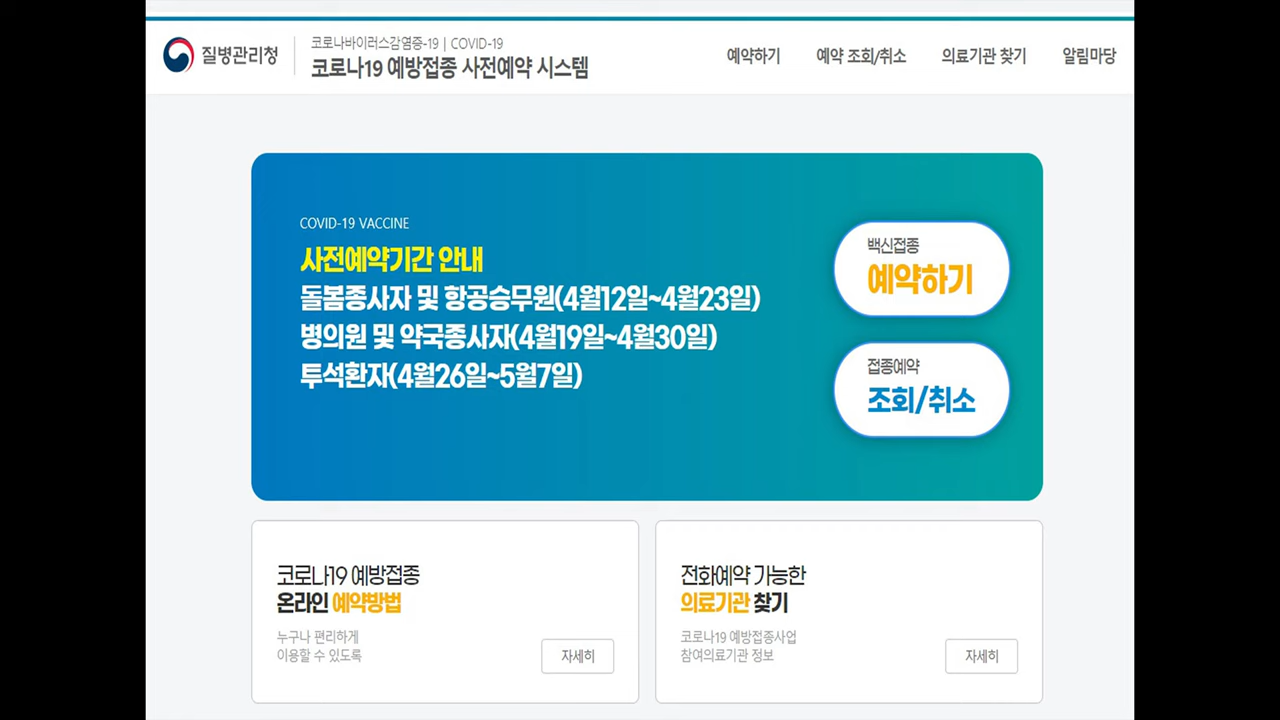 질병관리청
코로나바이러스감염증-19 | COVID-19
코로나19 예방접종 사전예약 시스템
예약하기
예약 조회/취소
의료기관 찾기
알림마당
COVID-19 VACCINE
사전예약기간 안내
돌봄종사자 및 항공승무원(4월12일~4월23일)
병의원 및 약국종사자(4월19일~4월30일)
투석환자(4월26일~5월7일)
백신접종
예약하기
접종예약
조회/취소
코로나19 예방접종
온라인 예약방법
누구나 편리하게
이용할 수 있도록
자세히
전화예약 가능한
의료기관 찾기
코로나19 예방접종사업
참여의료기관 정보
자세히